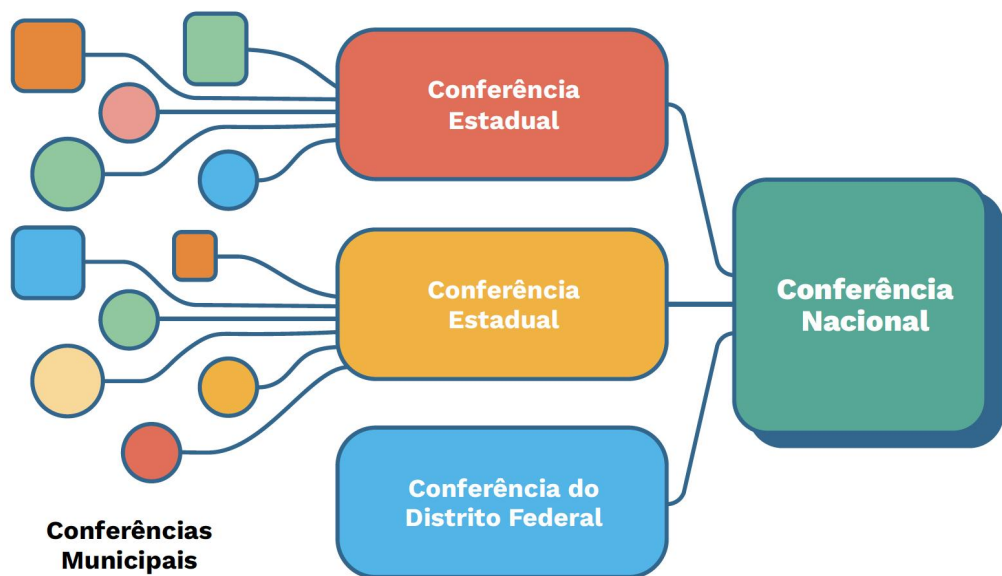 Conferência
Estadual
Conferência
Estadual
Conferência do
Distrito Federal
Conferência
Nacional
Conferências
Municipais